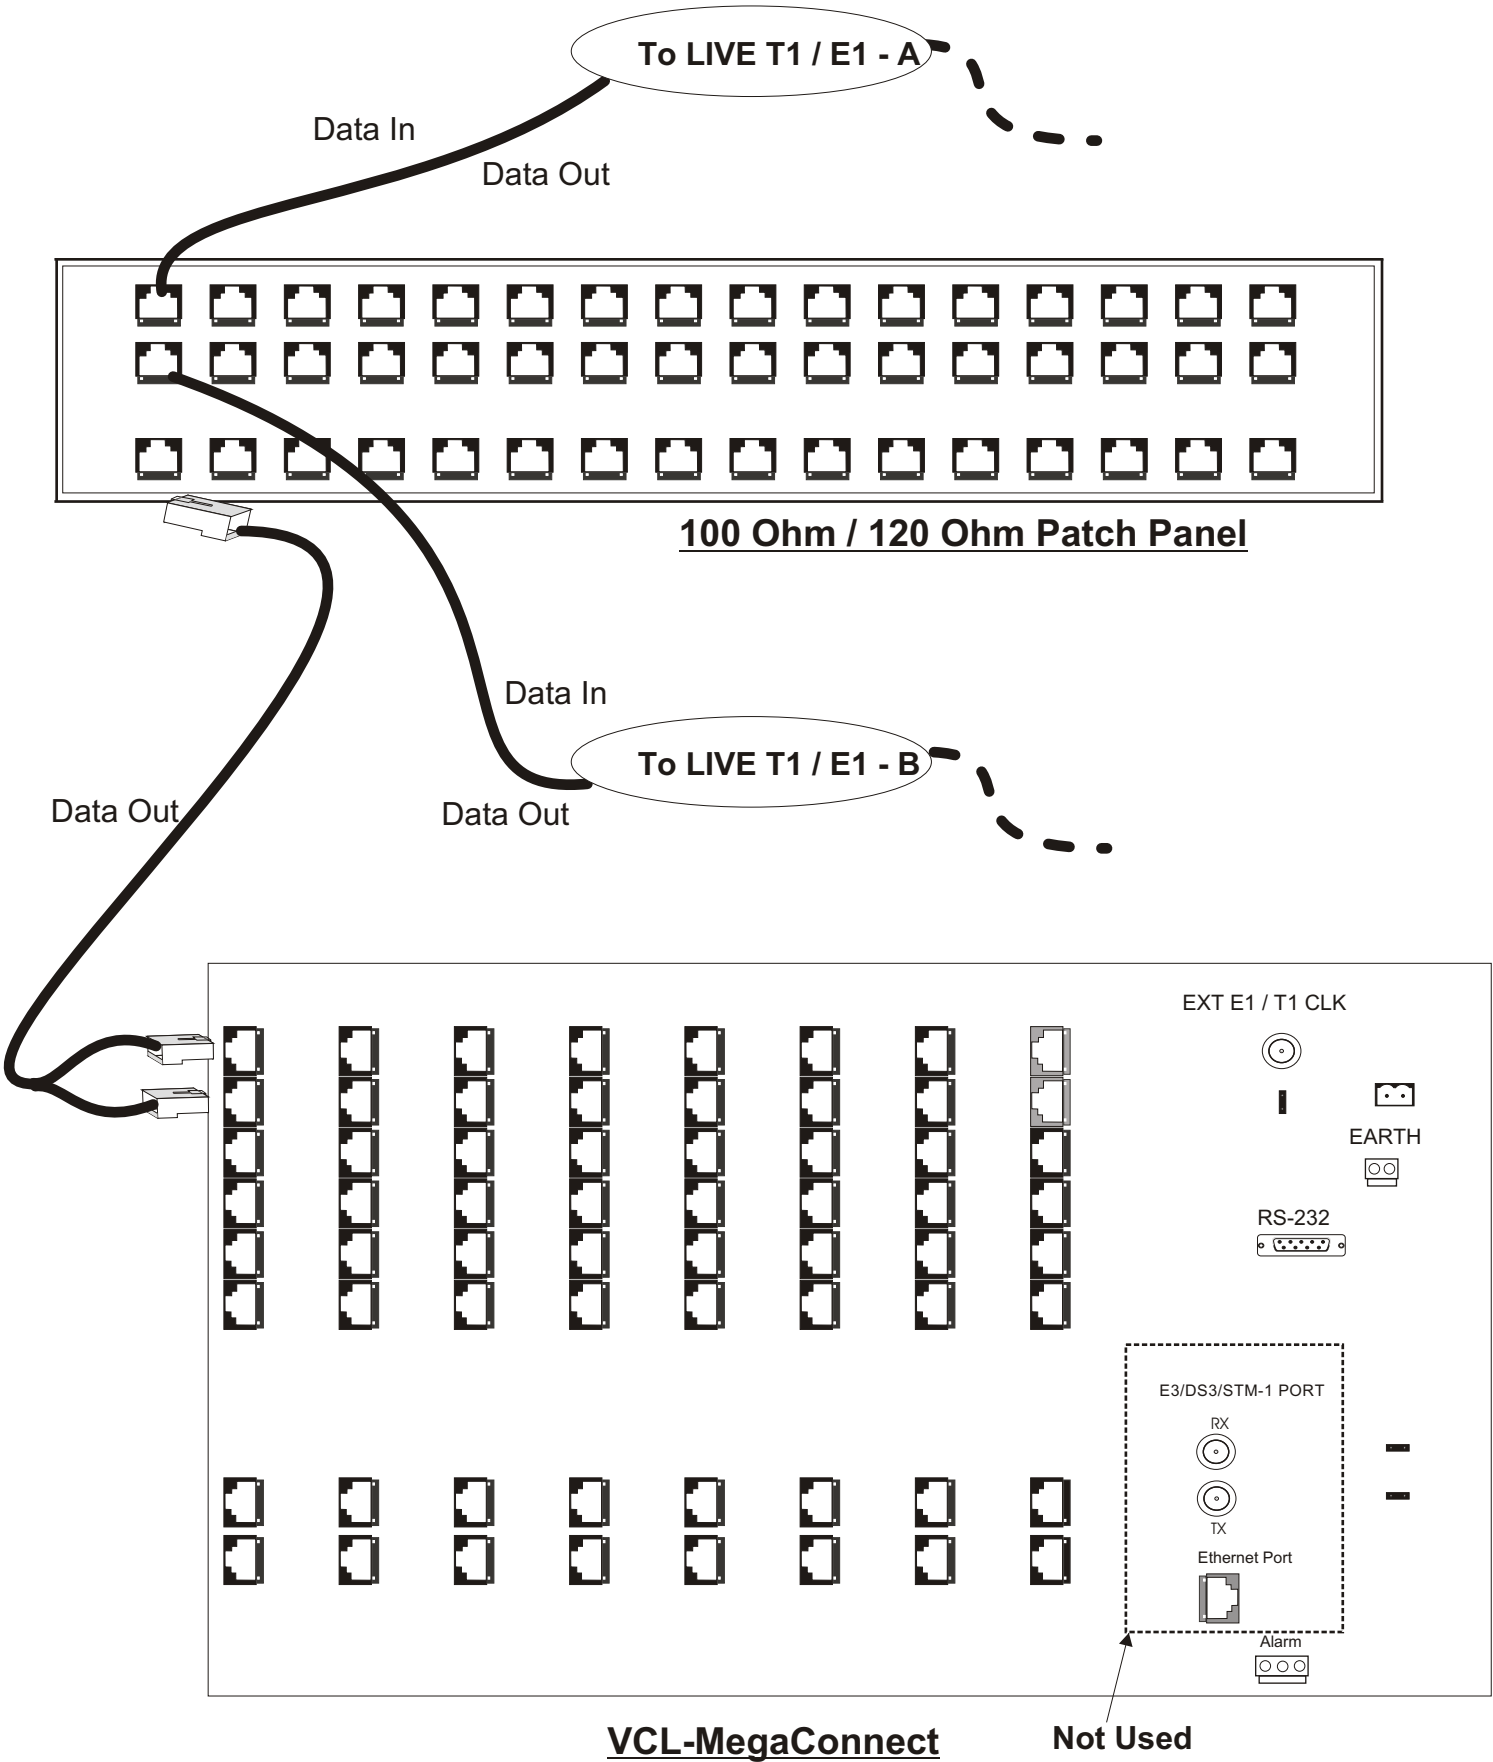 To LIVE T1 / E1 - A
Data In
Data Out
100 Ohm / 120 Ohm Patch Panel
Data In
To LIVE T1 / E1 - B
Data Out
Data Out
EXT E1 / T1 CLK
EARTH
RS-232
E3/DS3/STM-1 PORT
RX
TX
Ethernet Port
Alarm
VCL-MegaConnect
Not Used